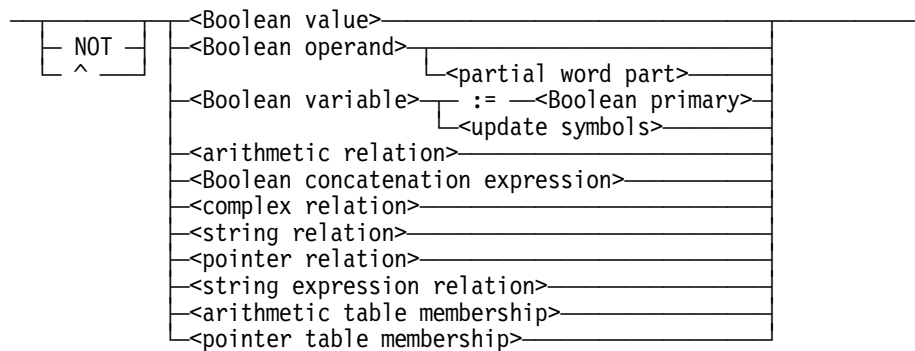 <Boolean value>
NOT <Boolean operand>
^ <partial word part>
<Boolean variable> := <Boolean primary>
<update symbols>
<arithmetic relation>
<Boolean concatenation expression>
<complex relation>
<string relation>
<pointer relation>
<string expression relation>
<arithmetic table membership>
<pointer table membership>